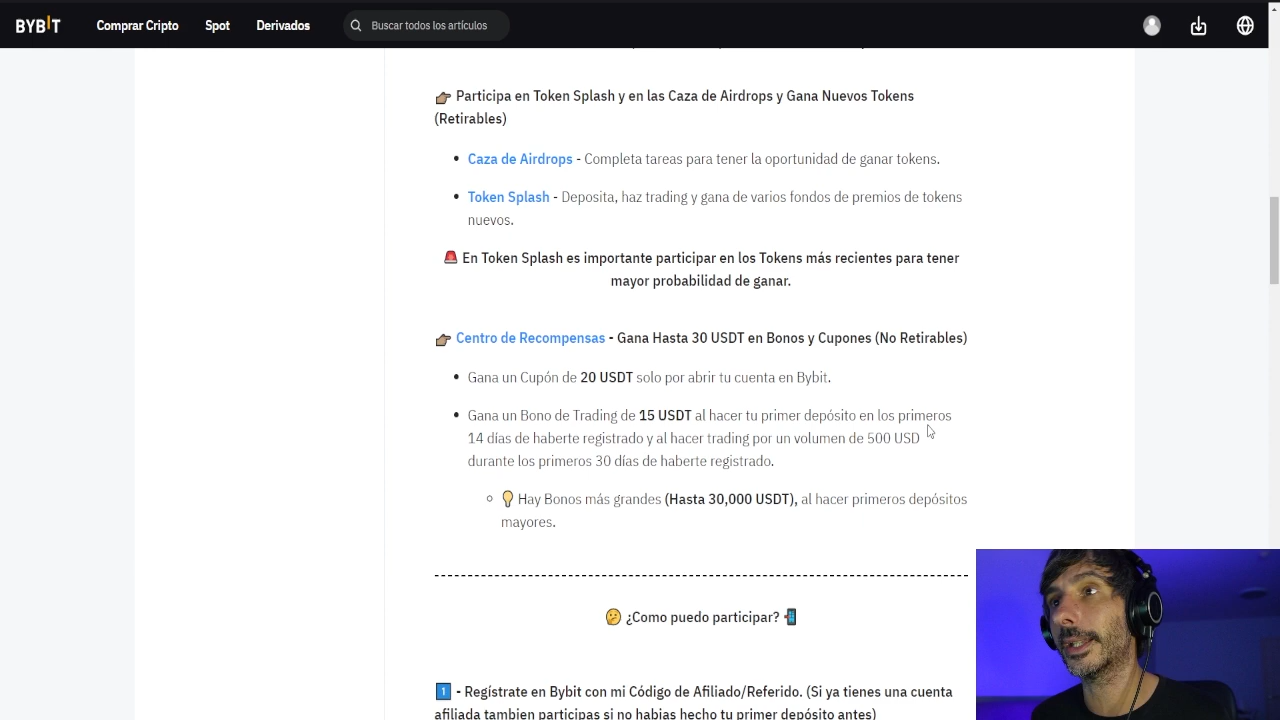 BYBIT Comprar Cripto Spot Derivados Buscar todos los artículos
Participa en Token Splash y en las Caza de Airdrops y Gana Nuevos Tokens
(Retirables)
Caza de Airdrops - Completa tareas para tener la oportunidad de ganar tokens.
Token Splash - Deposita, haz trading y gana de varios fondos de premios de tokens
nuevos.
En Token Splash es importante participar en los Tokens más recientes para tener
mayor probabilidad de ganar.
Centro de Recompensas - Gana Hasta 30 USDT en Bonos y Cupones (No Retirables)
Gana un Cupón de 20 USDT solo por abrir tu cuenta en Bybit.
Gana un Bono de Trading de 15 USDT al hacer tu primer depósito en los primeros
14 días de haberte registrado y al hacer trading por un volumen de 500 USD
durante los primeros 30 días de haberte registrado.
Hay Bonos más grandes (Hasta 30,000 USDT), al hacer primeros depósitos
mayores.
¿Como puedo participar?
1 - Regístrate en Bybit con mi Código de Afiliado/Referido. (Si ya tienes una cuenta
afiliada tambien participas si no habias hecho tu primer depósito antes)